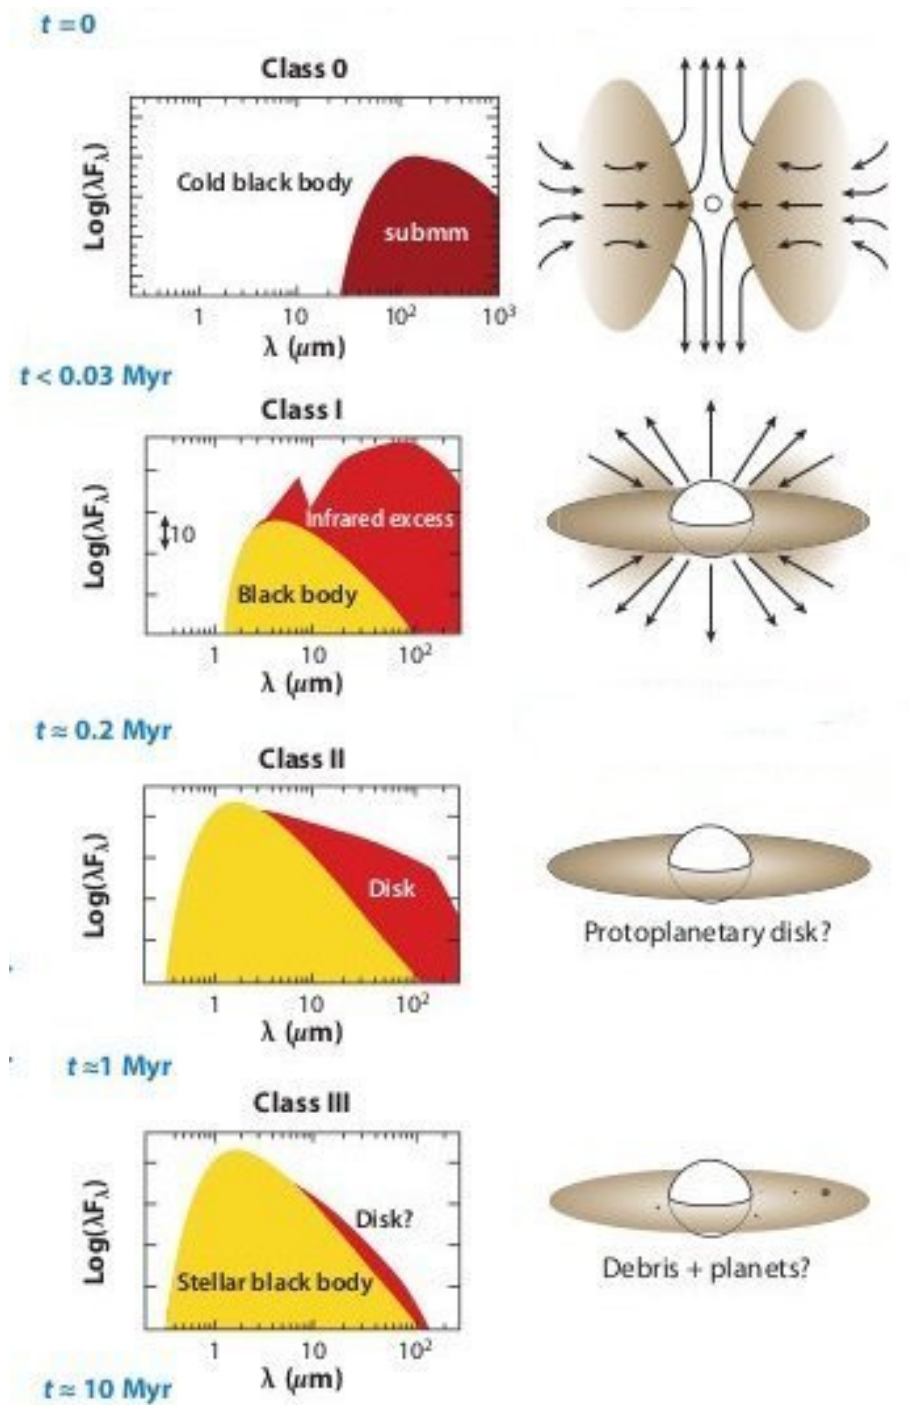 t = 0
Class 0
Log(λFλ)
Cold black body
submm
1 10 10² 10³
λ (μm)
t < 0.03 Myr
Class I
Log(λFλ)
10
Infrared excess
Black body
1 10 10²
λ (μm)
t ≈ 0.2 Myr
Class II
Log(λFλ)
Disk
1 10 10²
λ (μm)
Protoplanetary disk?
t ≈1 Myr
Class III
Log(λFλ)
Disk?
Stellar black body
1 10 10²
λ (μm)
Debris + planets?
t ≈ 10 Myr